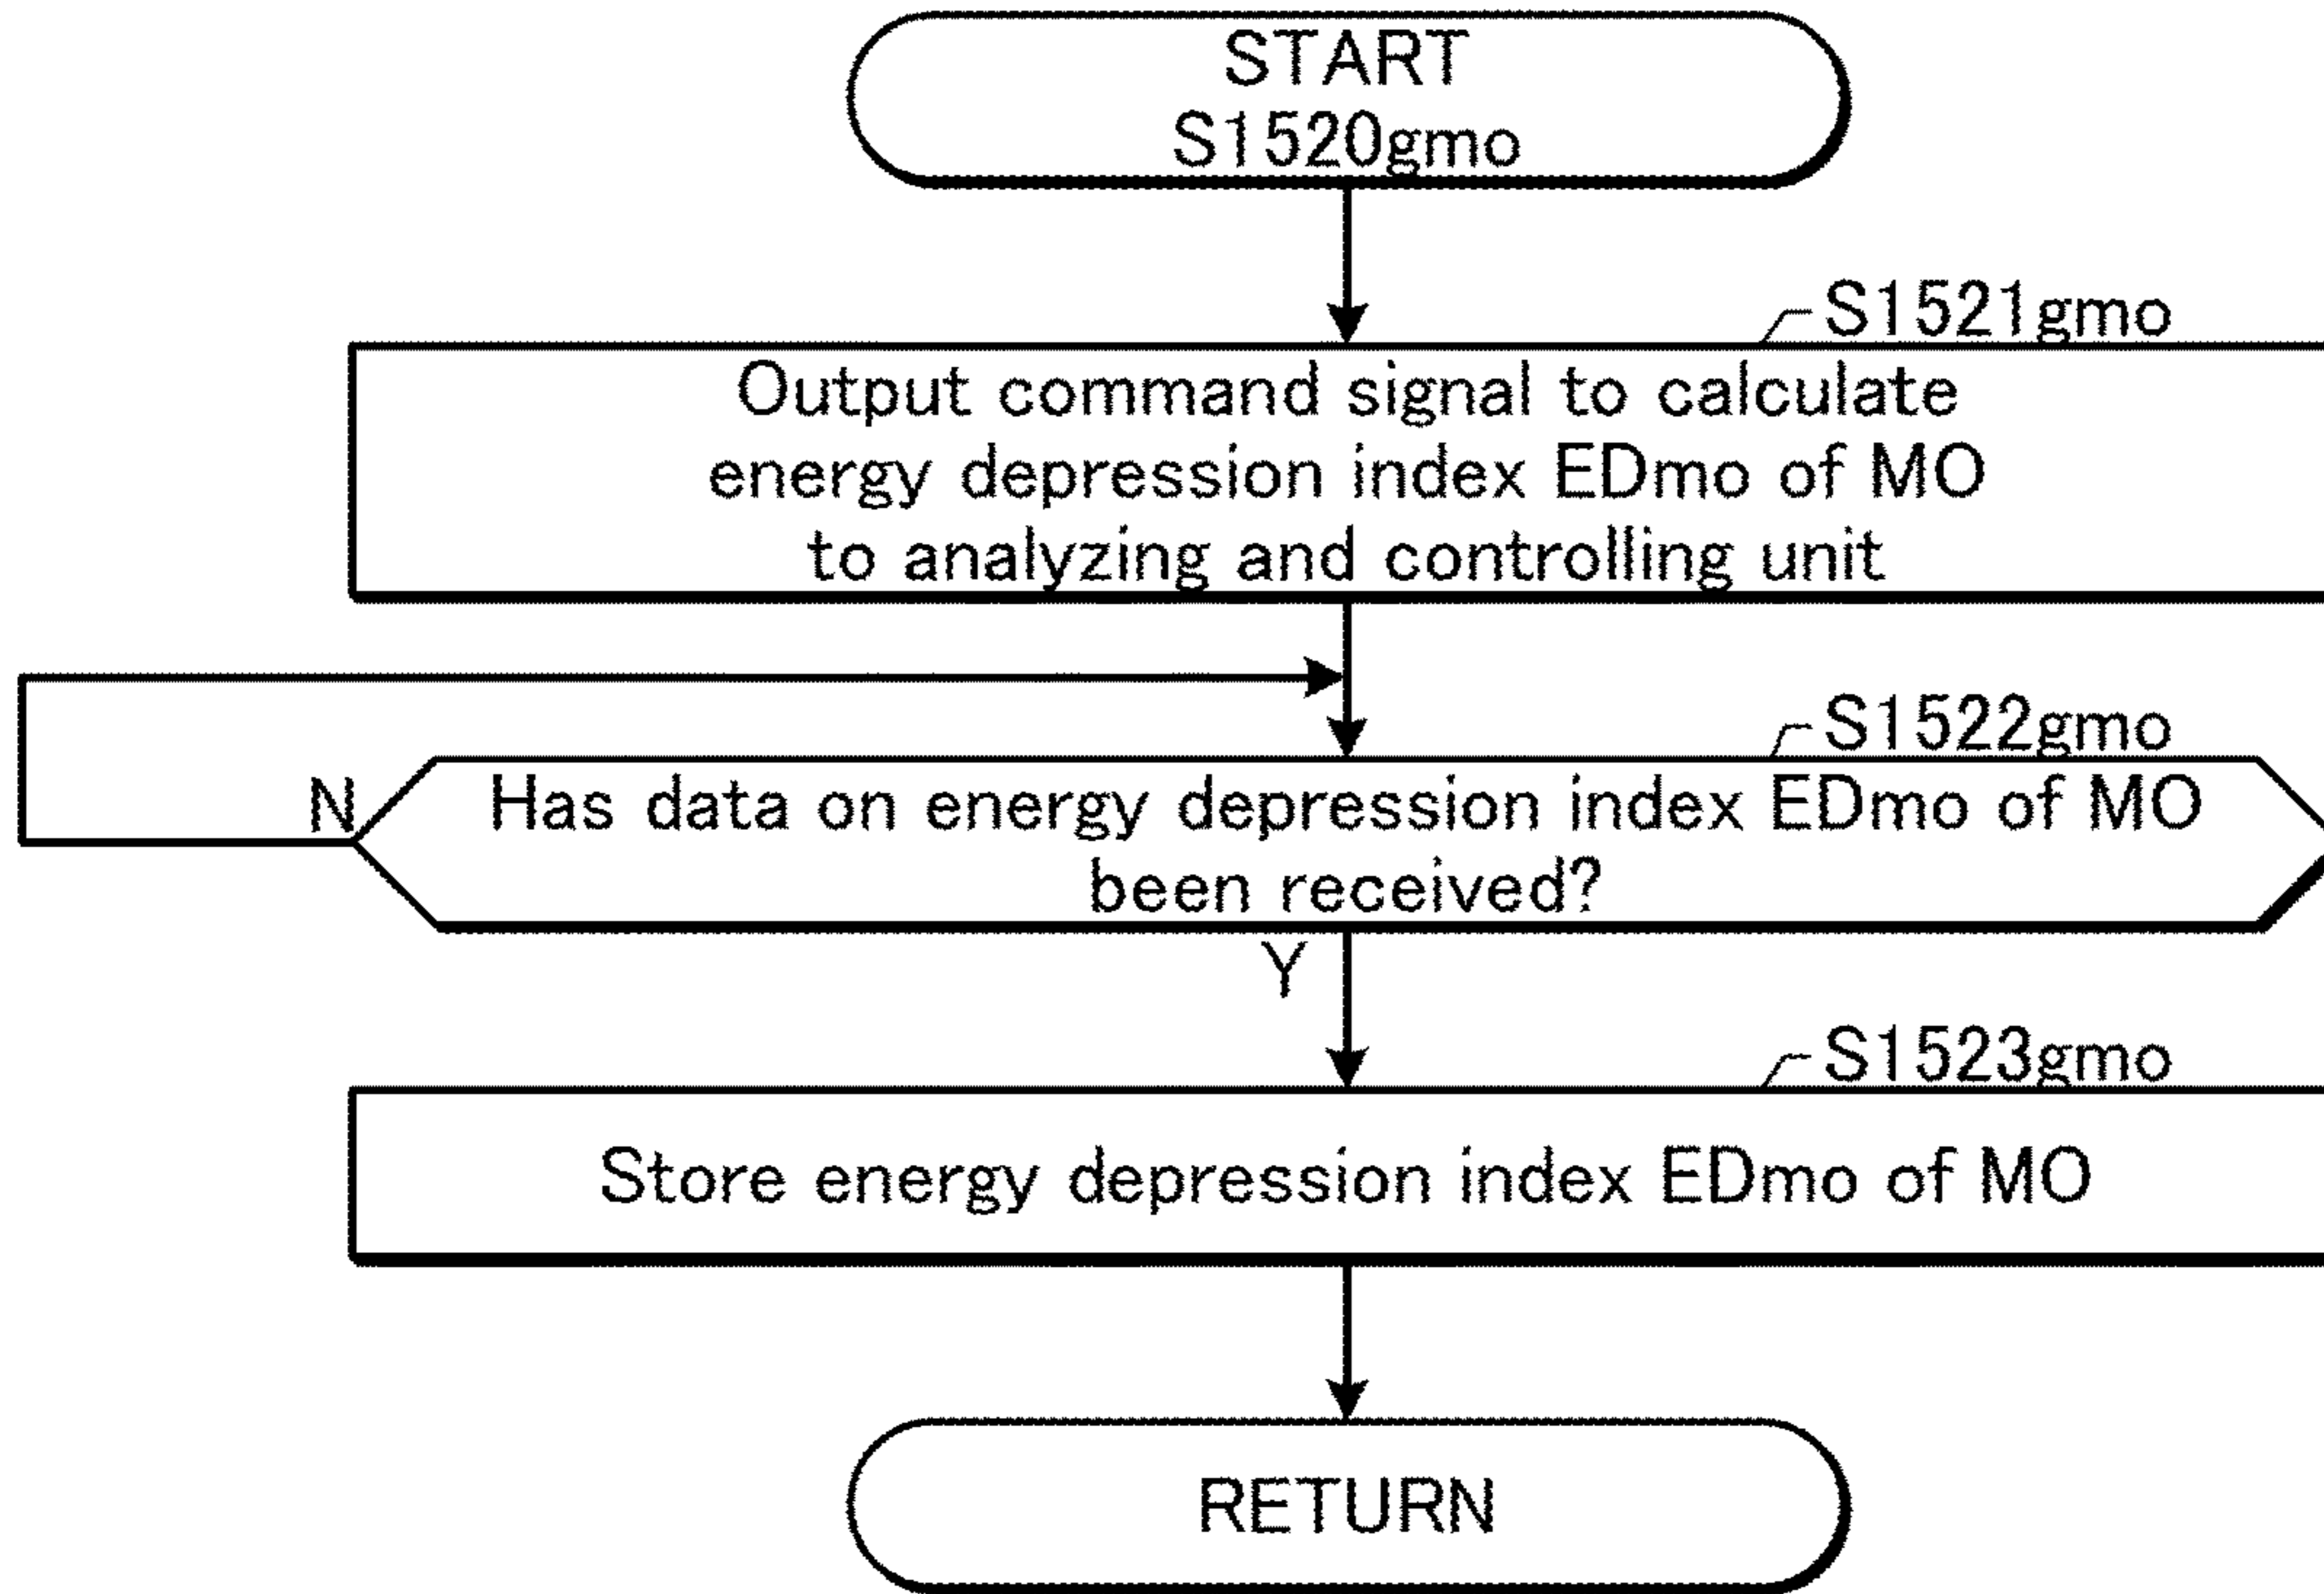 START
S1520gmo
S1521gmo
Output command signal to calculate
energy depression index EDmo of MO
to analyzing and controlling unit
S1522gmo
N
Has data on energy depression index EDmo of MO
been received?
Y
S1523gmo
Store energy depression index EDmo of MO
RETURN